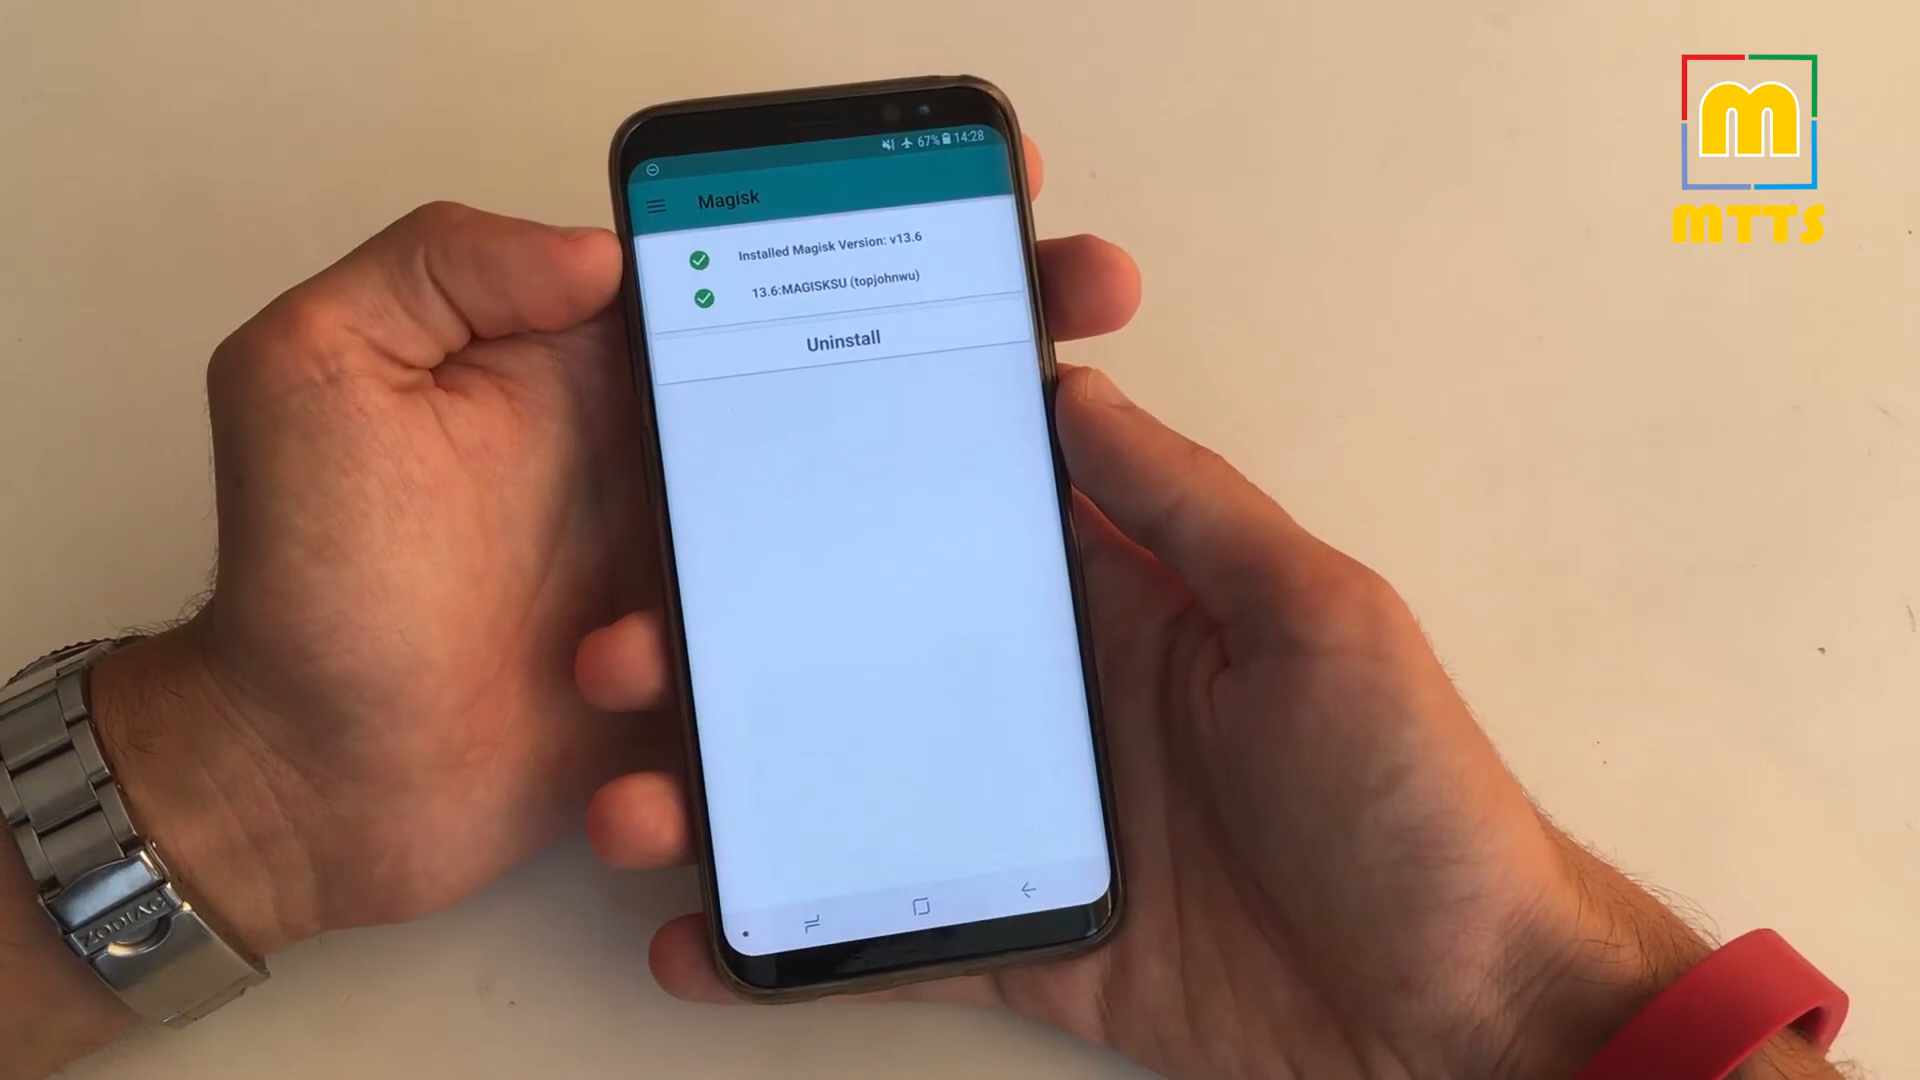 67% 14:28
Magisk
Installed Magisk Version: v13.6
13.6:MAGISKSU (topjohnwu)
Uninstall
ZODIAC
m
MTTS